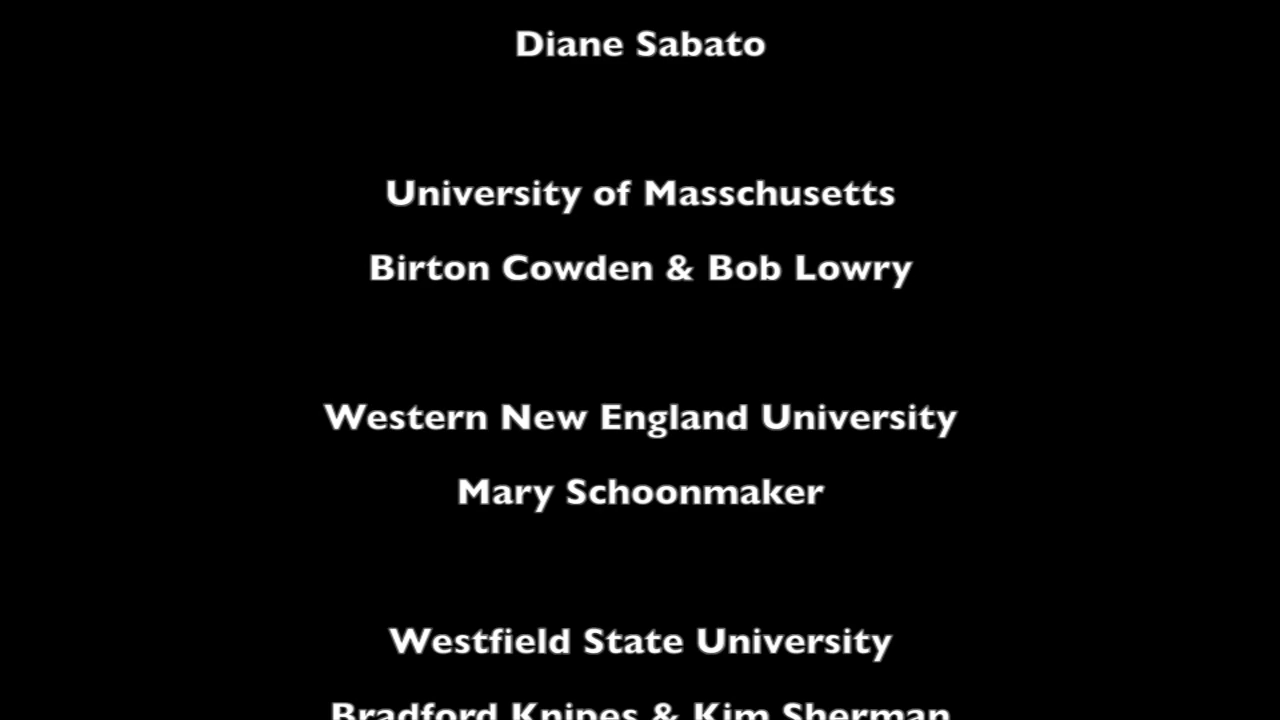 Diane Sabato
University of Masschusetts
Birton Cowden & Bob Lowry
Western New England University
Mary Schoonmaker
Westfield State University
Bradford Knipes & Kim Sherman